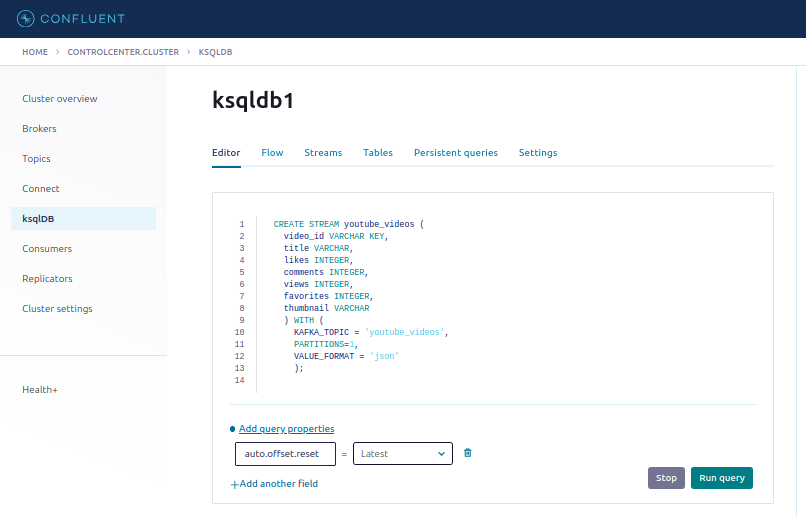 CONFLUENT
HOME > CONTROLCENTER.CLUSTER > KSQLDB
Cluster overview
Brokers
Topics
Connect
ksqlDB
Consumers
Replicators
Cluster settings
Health+
ksqldb1
Editor Flow Streams Tables Persistent queries Settings
1 CREATE STREAM youtube_videos (
2 video_id VARCHAR KEY,
3 title VARCHAR,
4 likes INTEGER,
5 comments INTEGER,
6 views INTEGER,
7 favorites INTEGER,
8 thumbnail VARCHAR
9 ) WITH (
10 KAFKA_TOPIC = 'youtube_videos',
11 PARTITIONS=1,
12 VALUE_FORMAT = 'json'
13 );
14
Add query properties
auto.offset.reset = Latest
+Add another field
Stop Run query